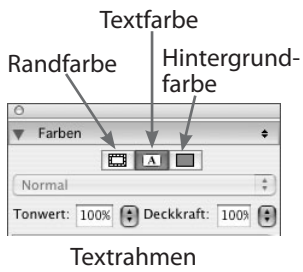 Textfarbe
Randfarbe
Hintergrund-
farbe
Farben
A
Normal
Tonwert: 100% Deckkraft: 100%
Textrahmen